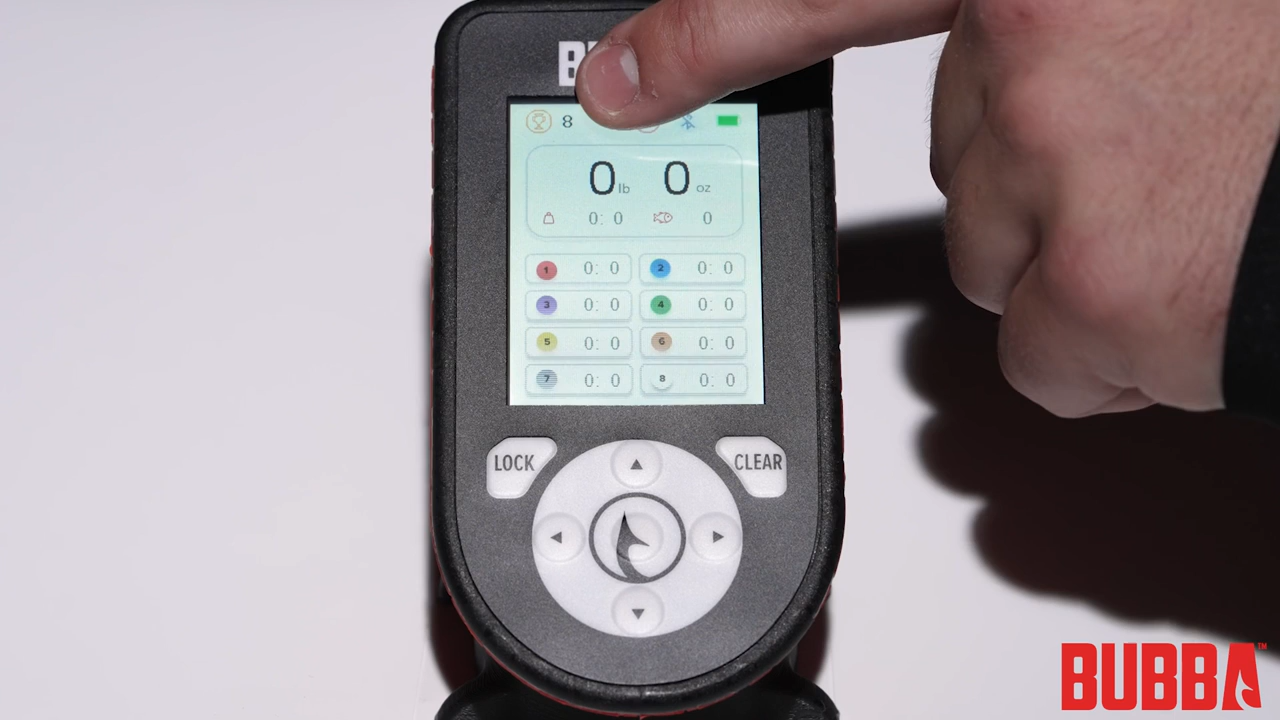 8
0 lb 0 oz
0: 0 0
1 0: 0 2 0: 0
3 0: 0 4 0: 0
5 0: 0 6 0: 0
7 0: 0 8 0: 0
LOCK CLEAR
BUBBA™